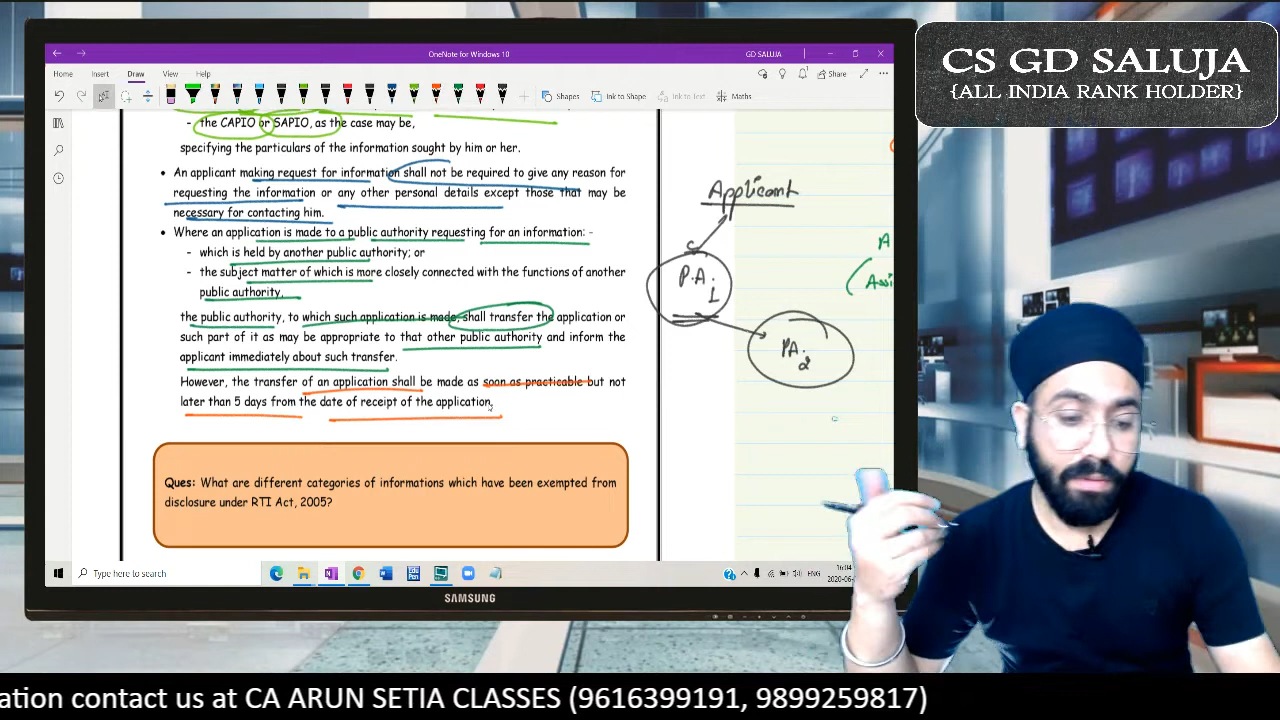 OneNote for Windows 10
GD SALUJA
Home Insert Draw View Help
Share
Shapes Ink to Shape Ink to Text Maths
- the CAPIO or SAPIO, as the case may be,
specifying the particulars of the information sought by him or her.
• An applicant making request for information shall not be required to give any reason for
requesting the information or any other personal details except those that may be
necessary for contacting him.
• Where an application is made to a public authority requesting for an information: -
- which is held by another public authority; or
- the subject matter of which is more closely connected with the functions of another
public authority,
the public authority, to which such application is made, shall transfer the application or
such part of it as may be appropriate to that other public authority and inform the
applicant immediately about such transfer.
However, the transfer of an application shall be made as soon as practicable but not
later than 5 days from the date of receipt of the application.
Ques: What are different categories of informations which have been exempted from
disclosure under RTI Act, 2005?
Applicant
P.A.
1
PA.
2
A
(Assi
Type here to search
ENG
16:04
2020-06-
SAMSUNG
CS GD SALUJA
{ALL INDIA RANK HOLDER}
ation contact us at CA ARUN SETIA CLASSES (9616399191, 9899259817)